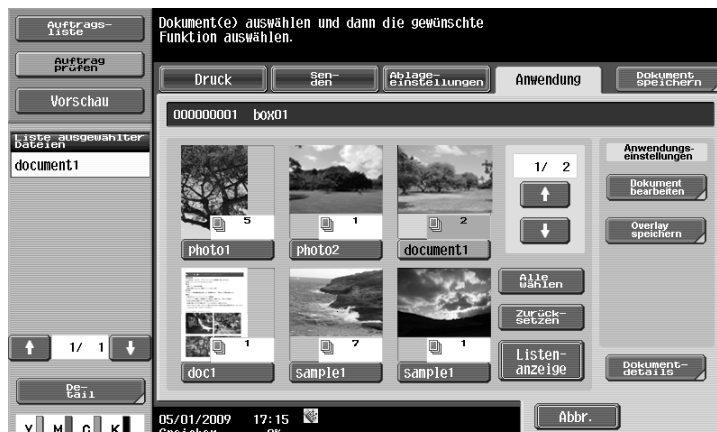 Auftrags-
liste
Auftrag
prüfen
Vorschau
Liste ausgewählter
Dateien
document1
1/ 1
De-
tail
Y M C K
Dokument(e) auswählen und dann die gewünschte
Funktion auswählen.
Druck
Sen-
den
Ablage-
einstellungen
Anwendung
Dokument
speichern
000000001 box01
5
photo1
1
photo2
2
document1
1
doc1
7
sample1
1
sample1
1/ 2
Alle
wählen
Zurück-
setzen
Listen-
anzeige
Anwendungs-
einstellungen
Dokument
bearbeiten
Overlay
speichern
Dokument-
details
05/01/2009 17:15
Speicher 0%
Abbr.